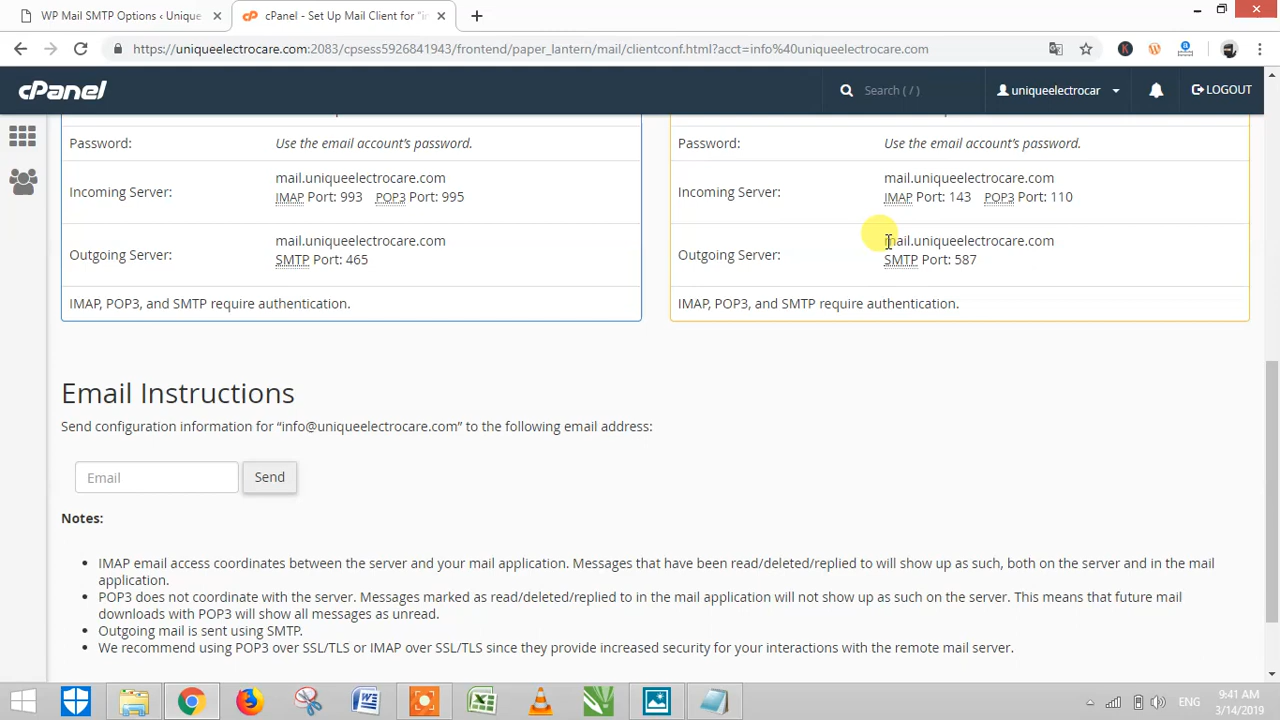 WP Mail SMTP Options ‹ Unique
cPanel - Set Up Mail Client for "in
https://uniqueelectrocare.com:2083/cpsess5926841943/frontend/paper_lantern/mail/clientconf.html?acct=info%40uniqueelectrocare.com
cPanel
Search ( / )
uniqueelectrocar
LOGOUT
Password:
Use the email account's password.
Password:
Use the email account's password.
Incoming Server:
mail.uniqueelectrocare.com
IMAP Port: 993 POP3 Port: 995
Incoming Server:
mail.uniqueelectrocare.com
IMAP Port: 143 POP3 Port: 110
Outgoing Server:
mail.uniqueelectrocare.com
SMTP Port: 465
Outgoing Server:
mail.uniqueelectrocare.com
SMTP Port: 587
IMAP, POP3, and SMTP require authentication.
IMAP, POP3, and SMTP require authentication.
Email Instructions
Send configuration information for “info@uniqueelectrocare.com” to the following email address:
Email
Send
Notes:
IMAP email access coordinates between the server and your mail application. Messages that have been read/deleted/replied to will show up as such, both on the server and in the mail
application.
POP3 does not coordinate with the server. Messages marked as read/deleted/replied to in the mail application will not show up as such on the server. This means that future mail
downloads with POP3 will show all messages as unread.
Outgoing mail is sent using SMTP.
We recommend using POP3 over SSL/TLS or IMAP over SSL/TLS since they provide increased security for your interactions with the remote mail server.
ENG
9:41 AM
3/14/2019